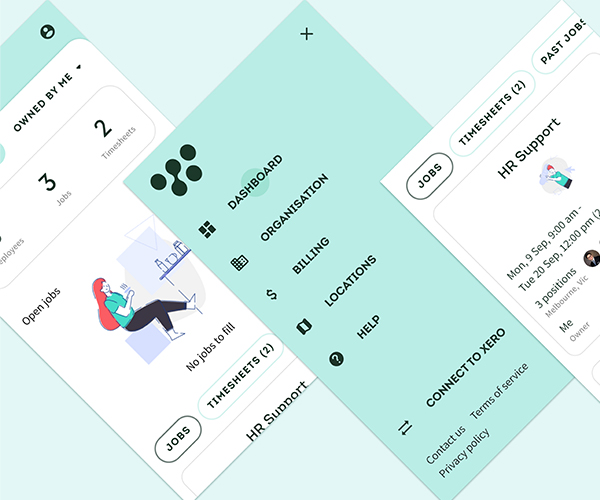 OWNED BY ME
3
2
Jobs
Timesheets
Open jobs
No jobs to fill
JOBS
TIMESHEETS (2)
HR Support
DASHBOARD
ORGANISATION
BILLING
LOCATIONS
HELP
CONNECT TO XERO
Contact us
Terms of service
Privacy policy
JOBS
TIMESHEETS (2)
PAST JOBS
HR Support
Mon, 9 Sep, 9:00 am -
Tue 20 Sep, 12:00 pm (2
3 positions
Melbourne, Vic
Me
Owner